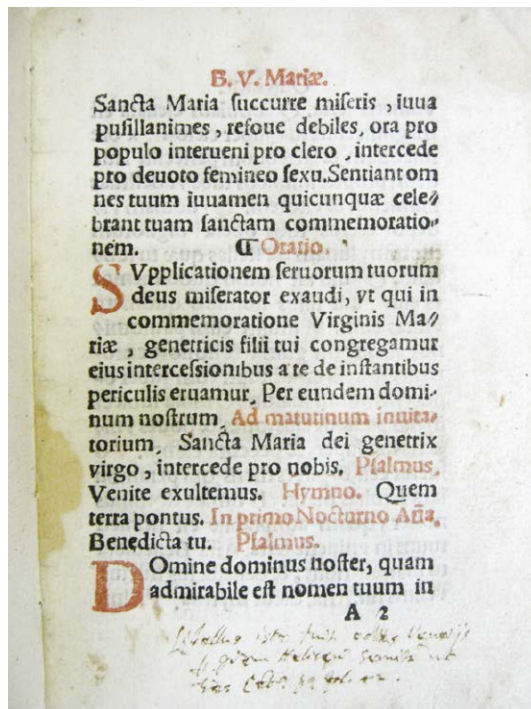 B. V. Mariæ.
Sancta Maria ſuccurre miſeris , iuua
puſillanimes , refoue debiles, ora pro
populo interueni pro clero , intercede
pro deuoto femineo ſexu.Sentiant om
nes tuum iuuamen quicunquæ cele⸗
brant tuam ſanctam commemoratio⸗
nem. ¶ Oratio.
SVpplicationem ſeruorum tuorum
deus miſerator exaudi, vt qui in
commemoratione Virginis Ma⸗
riæ , genetricis filii tui congregamur
eius interceſsionibus a te de inſtantibus
periculis eruamur, Per eundem domi⸗
num noſtrum, Ad matutinum inuita⸗
torium, Sancta Maria dei genetrix
virgo , intercede pro nobis, Pſalmus,
Venite exultemus. Hymno. Quem
terra pontus. In primo Nocturno Aña,
Benedicta tu. Pſalmus.
DOmine dominus noſter, quam
admirabile eſt nomen tuum in
A 2
iste fuit